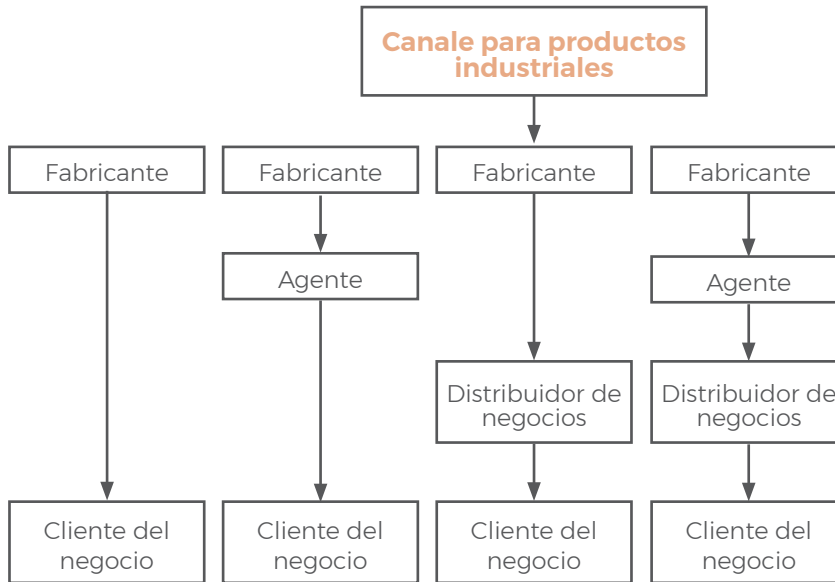 Canale para productos
industriales
Fabricante
Fabricante
Fabricante
Fabricante
Agente
Agente
Distribuidor de
negocios
Distribuidor de
negocios
Cliente del
negocio
Cliente del
negocio
Cliente del
negocio
Cliente del
negocio